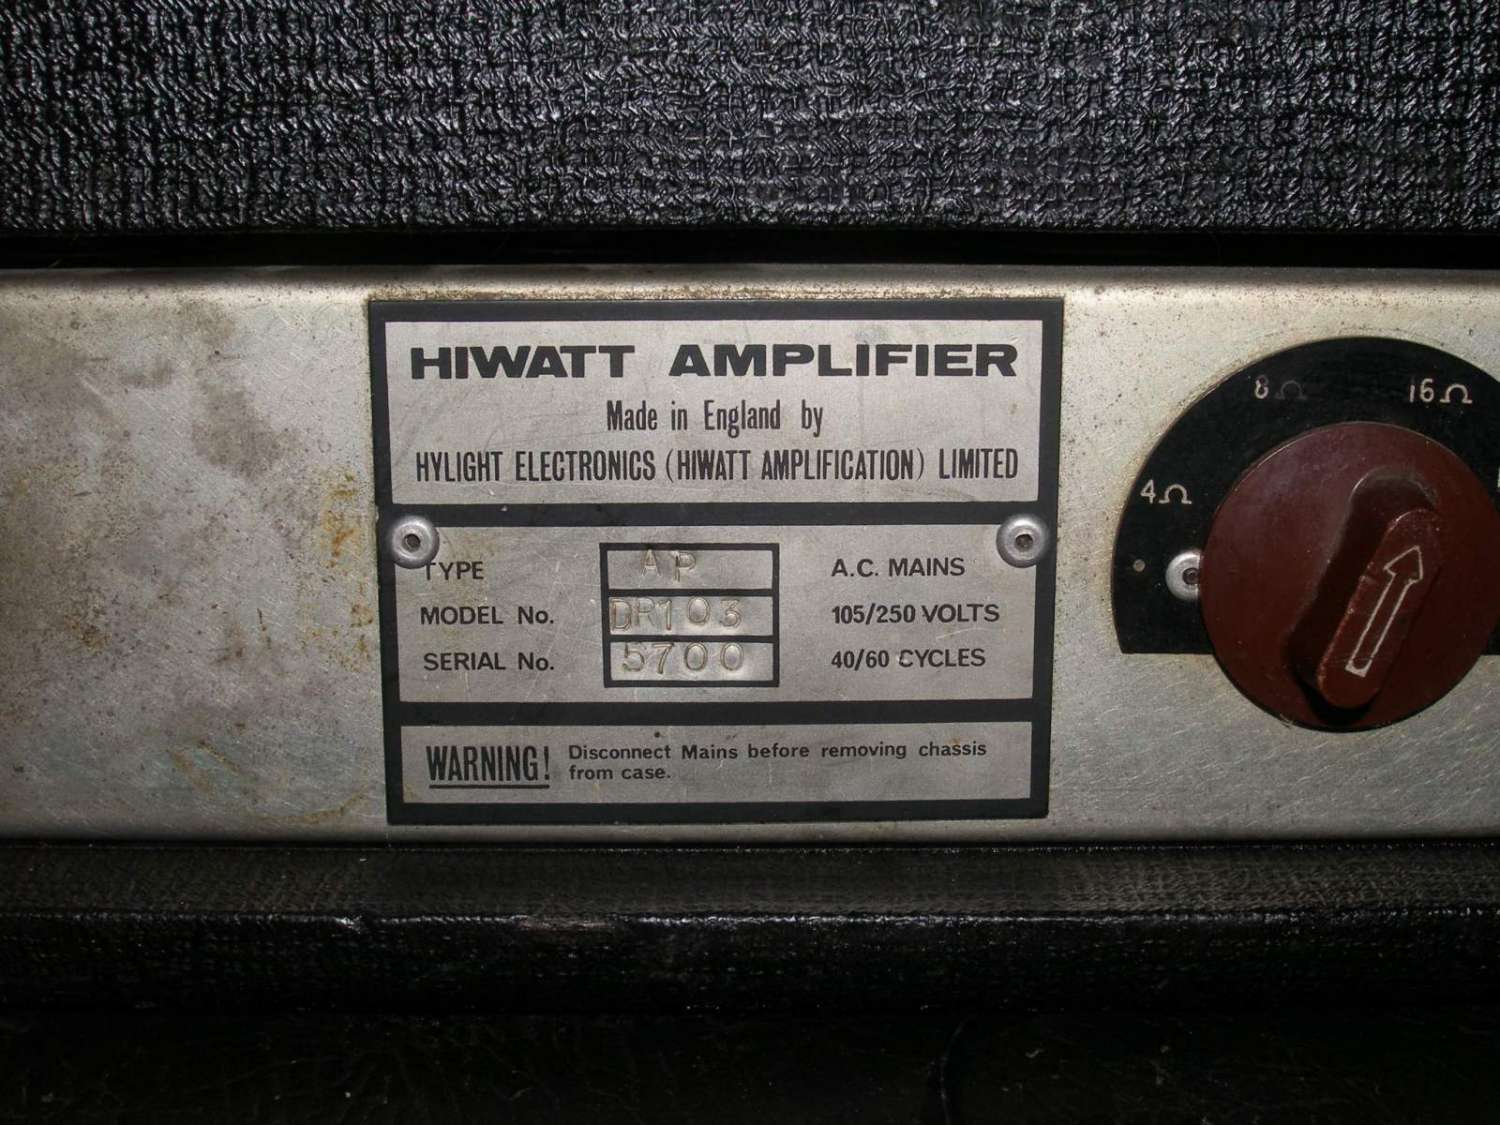 HIWATT AMPLIFIER
Made in England by
HYLIGHT ELECTRONICS (HIWATT AMPLIFICATION) LIMITED
TYPE AP A.C. MAINS
MODEL No. DR103 105/250 VOLTS
SERIAL No. 5700 40/60 CYCLES
WARNING! Disconnect Mains before removing chassis
from case.
4Ω 8Ω 16Ω